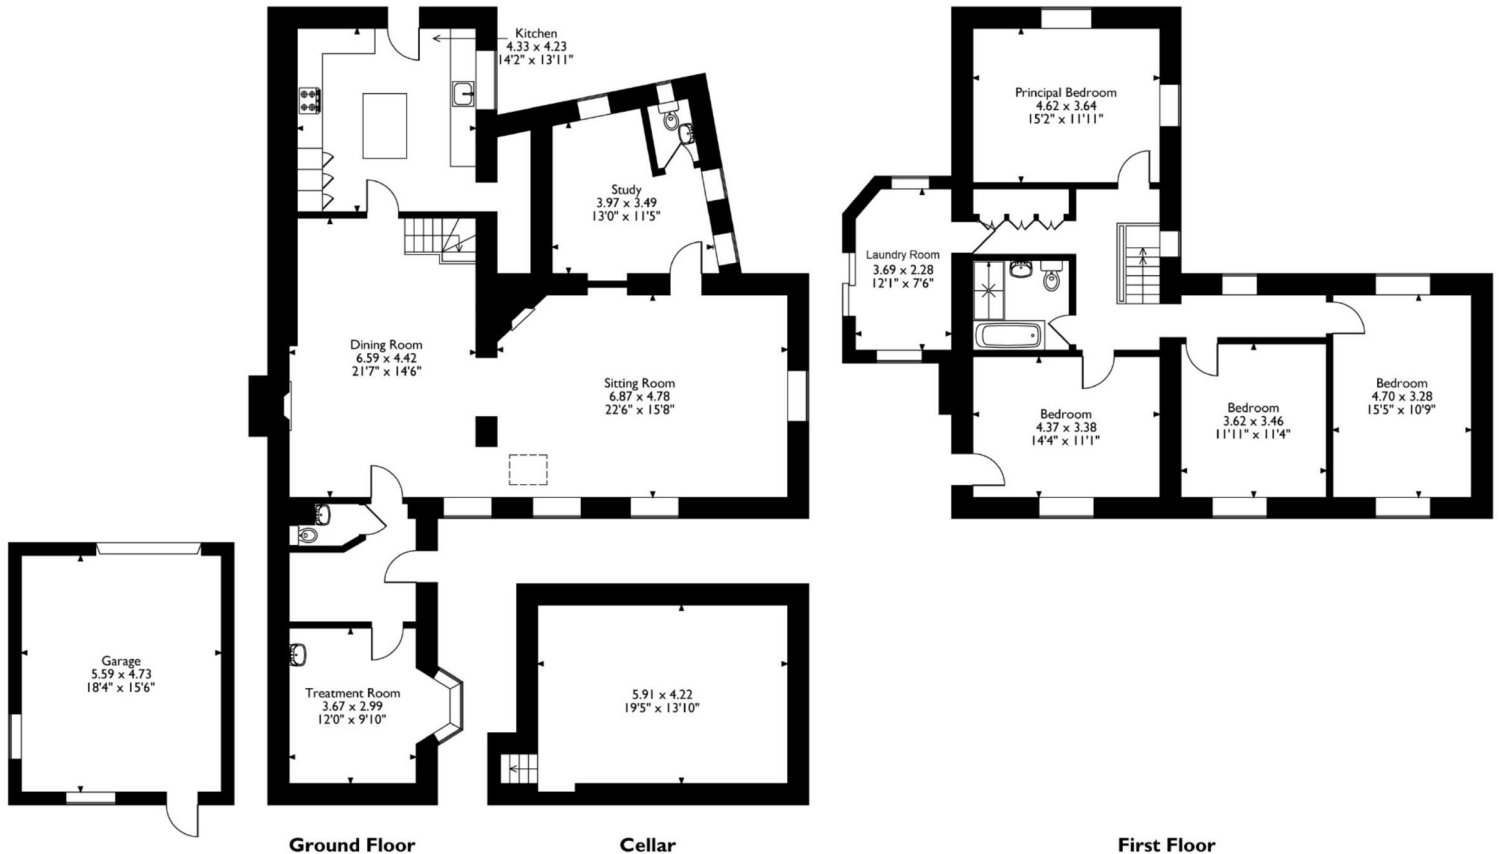 Kitchen
4.33 x 4.23
14'2" x 13'11"
Study
3.97 x 3.49
13'0" x 11'5"
Dining Room
6.59 x 4.42
21'7" x 14'6"
Sitting Room
6.87 x 4.78
22'6" x 15'8"
Garage
5.59 x 4.73
18'4" x 15'6"
Treatment Room
3.67 x 2.99
12'0" x 9'10"
5.91 x 4.22
19'5" x 13'10"
Principal Bedroom
4.62 x 3.64
15'2" x 11'11"
Laundry Room
3.69 x 2.28
12'1" x 7'6"
Bedroom
4.37 x 3.38
14'4" x 11'1"
Bedroom
3.62 x 3.46
11'11" x 11'4"
Bedroom
4.70 x 3.28
15'5" x 10'9"
Ground Floor
Cellar
First Floor